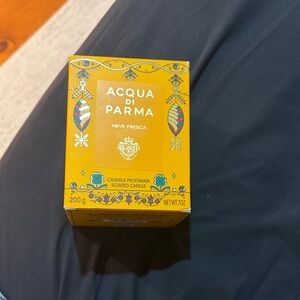 ACQUA
DI
PARMA
NEVE FRESCA
CANDELA PROFUMATA
SCENTED CANDLE
200 g NET WT 7 OZ